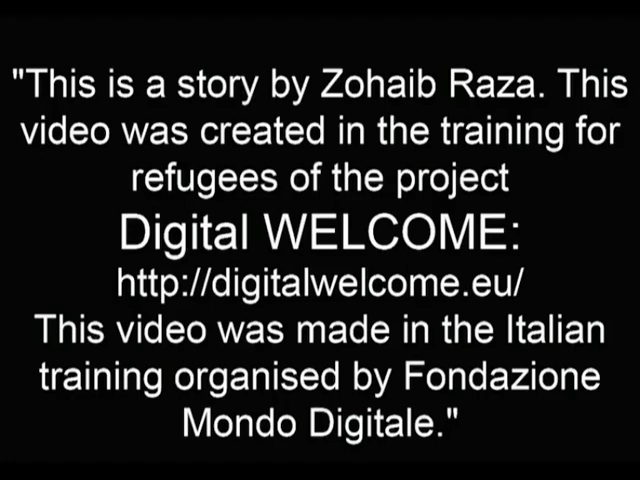 "This is a story by Zohaib Raza. This
video was created in the training for
refugees of the project
Digital WELCOME:
http://digitalwelcome.eu/
This video was made in the Italian
training organised by Fondazione
Mondo Digitale."